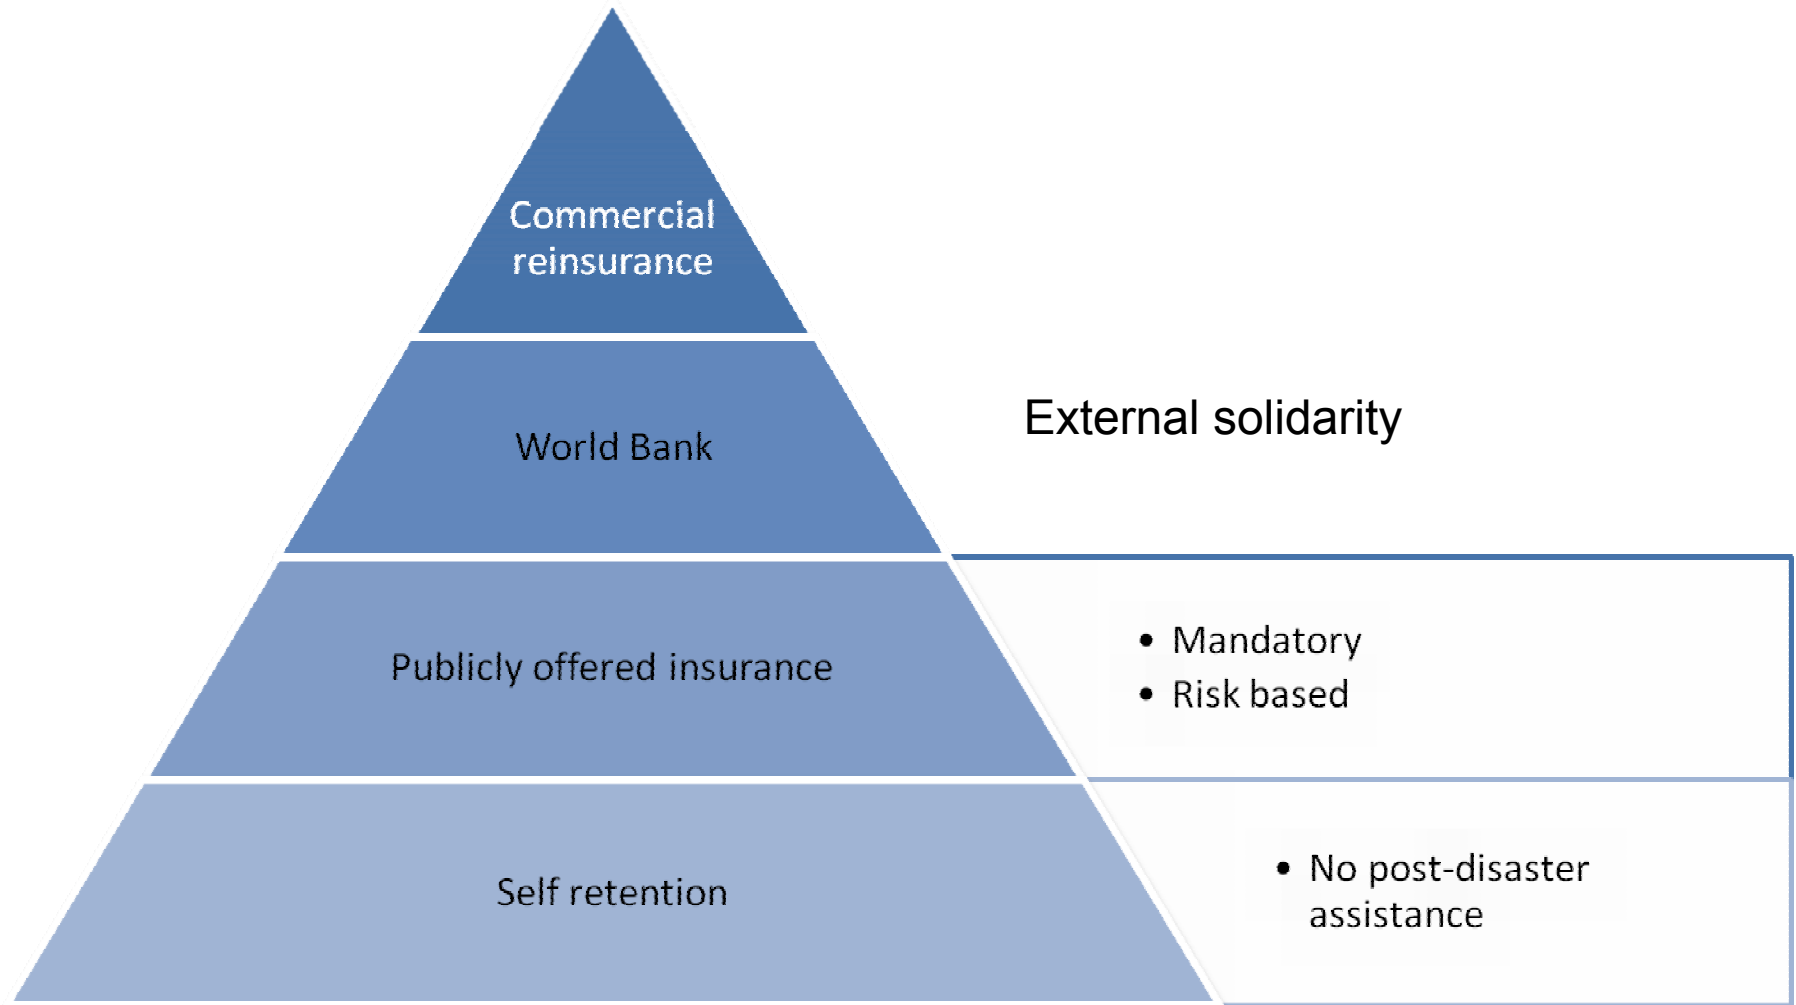 Commercial
reinsurance
World Bank
External solidarity
Publicly offered insurance
• Mandatory
• Risk based
Self retention
• No post-disaster
assistance